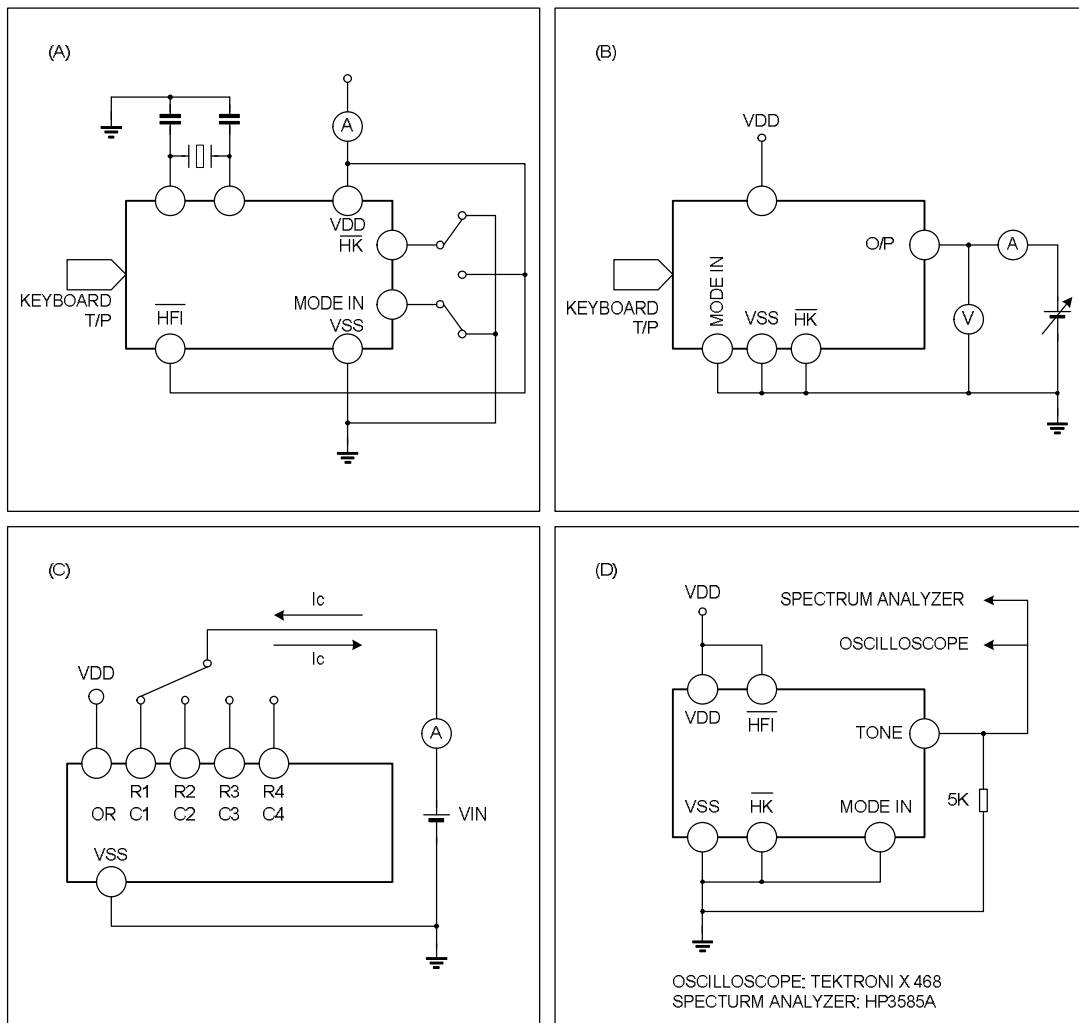 (A)
A
VDD
HK
MODE IN
VSS
HFI
KEYBOARD
T/P
(B)
VDD
O/P
A
V
KEYBOARD
T/P
MODE IN
VSS
HK
(C)
Ic
Ic
VDD
A
R1 R2 R3 R4
OR C1 C2 C3 C4
VIN
VSS
(D)
VDD
SPECTRUM ANALYZER
OSCILLOSCOPE
VDD
HFI
TONE
5K
VSS
HK
MODE IN
OSCILLOSCOPE: TEKTRONI X 468
SPECTURM ANALYZER: HP3585A